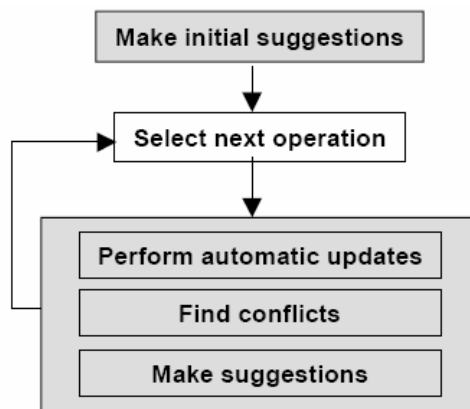 Make initial suggestions
Select next operation
Perform automatic updates
Find conflicts
Make suggestions